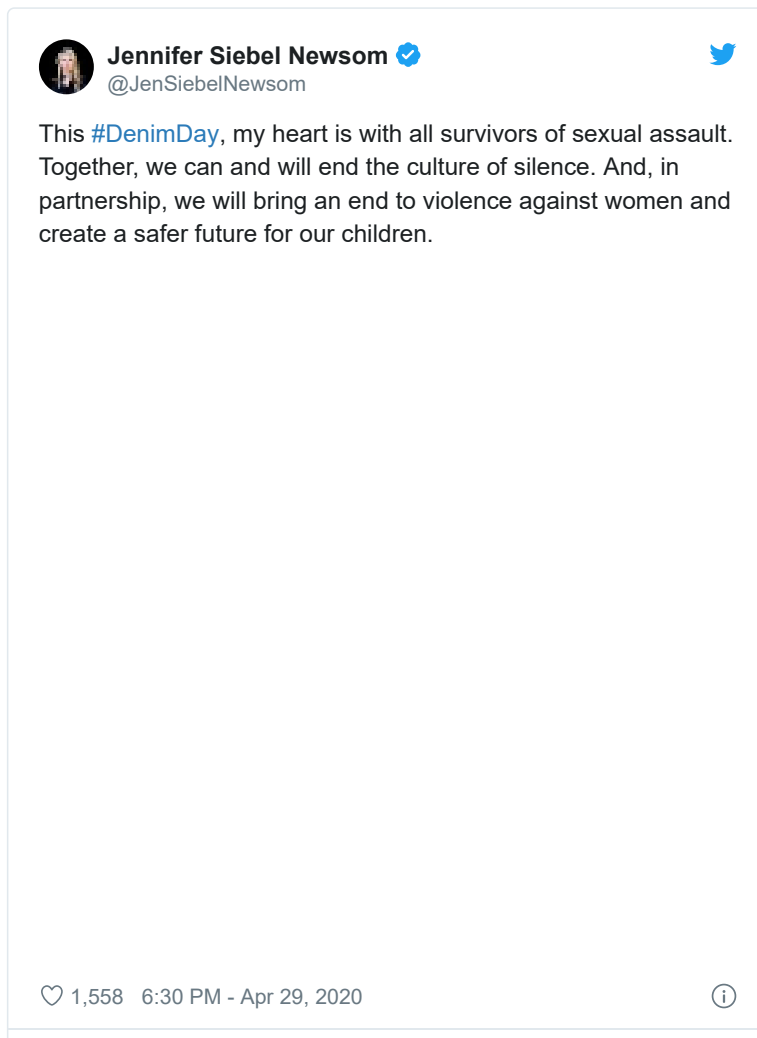 Jennifer Siebel Newsom
@JenSiebelNewsom
This #DenimDay, my heart is with all survivors of sexual assault.
Together, we can and will end the culture of silence. And, in
partnership, we will bring an end to violence against women and
create a safer future for our children.
1,558 6:30 PM - Apr 29, 2020